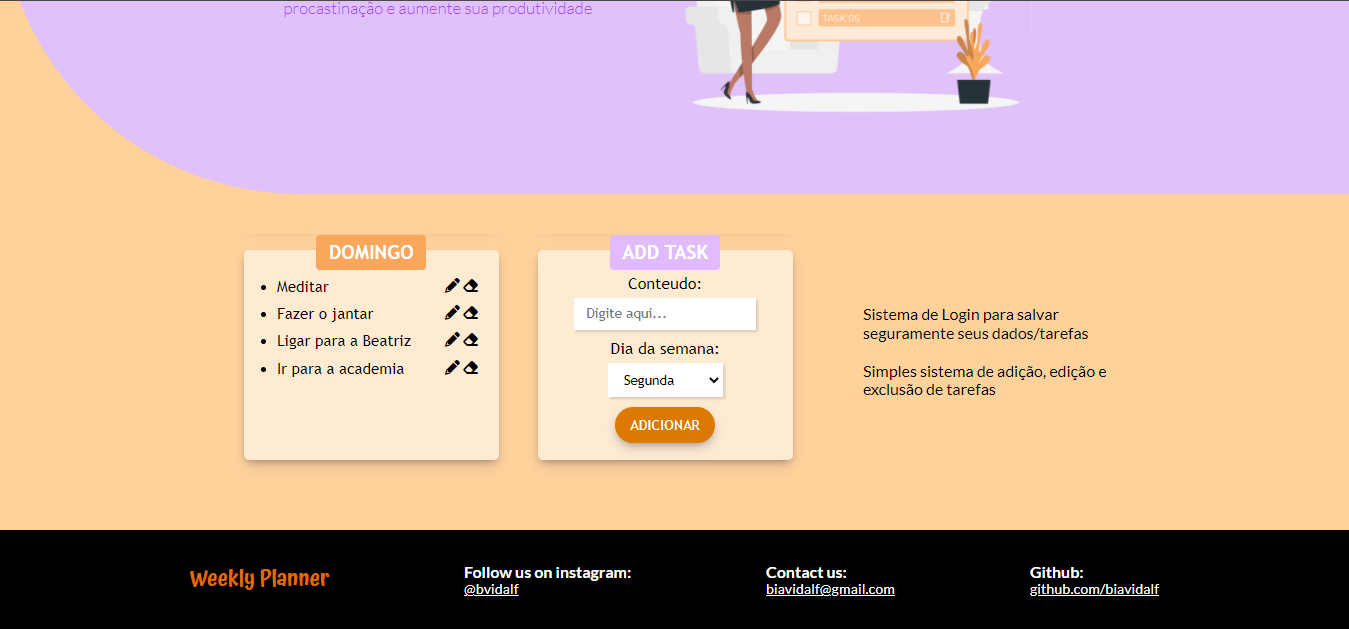 procastinação e aumente sua produtividade
TASK 05
DOMINGO
Meditar
Fazer o jantar
Ligar para a Beatriz
Ir para a academia
ADD TASK
Conteudo:
Digite aqui...
Dia da semana:
Segunda
ADICIONAR
Sistema de Login para salvar
seguramente seus dados/tarefas
Simples sistema de adição, edição e
exclusão de tarefas
Weekly Planner
Follow us on instagram:
@bvidalf
Contact us:
biavidalf@gmail.com
Github:
github.com/biavidalf